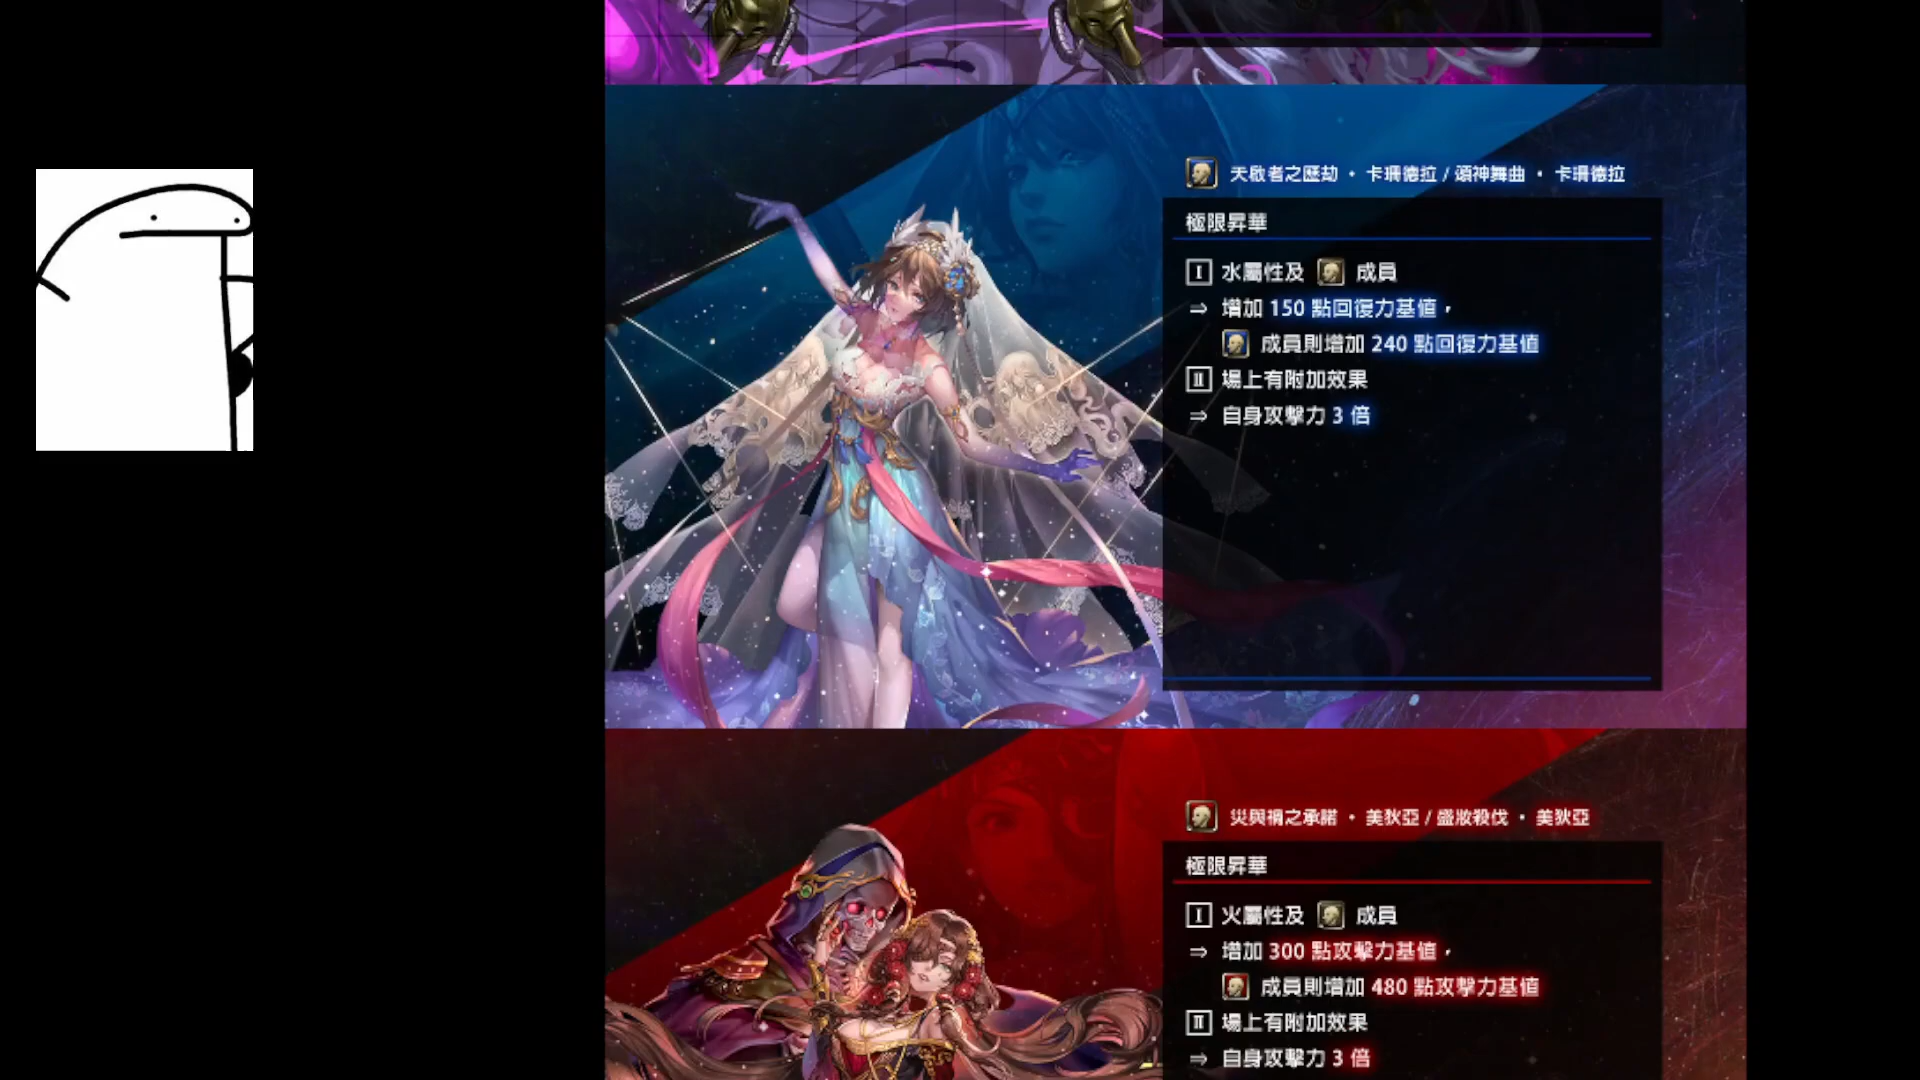 天啟者之歷劫 • 卡珊德拉 / 頌神舞曲 • 卡珊德拉
極限昇華
I 水屬性及 成員
⇒ 增加 150 點回復力基值，
成員則增加 240 點回復力基值
II 場上有附加效果
⇒ 自身攻擊力 3 倍
災與禍之承諾 • 美狄亞 / 盛妝殺伐 • 美狄亞
極限昇華
I 火屬性及 成員
⇒ 增加 300 點攻擊力基值，
成員則增加 480 點攻擊力基值
II 場上有附加效果
⇒ 自身攻擊力 3 倍